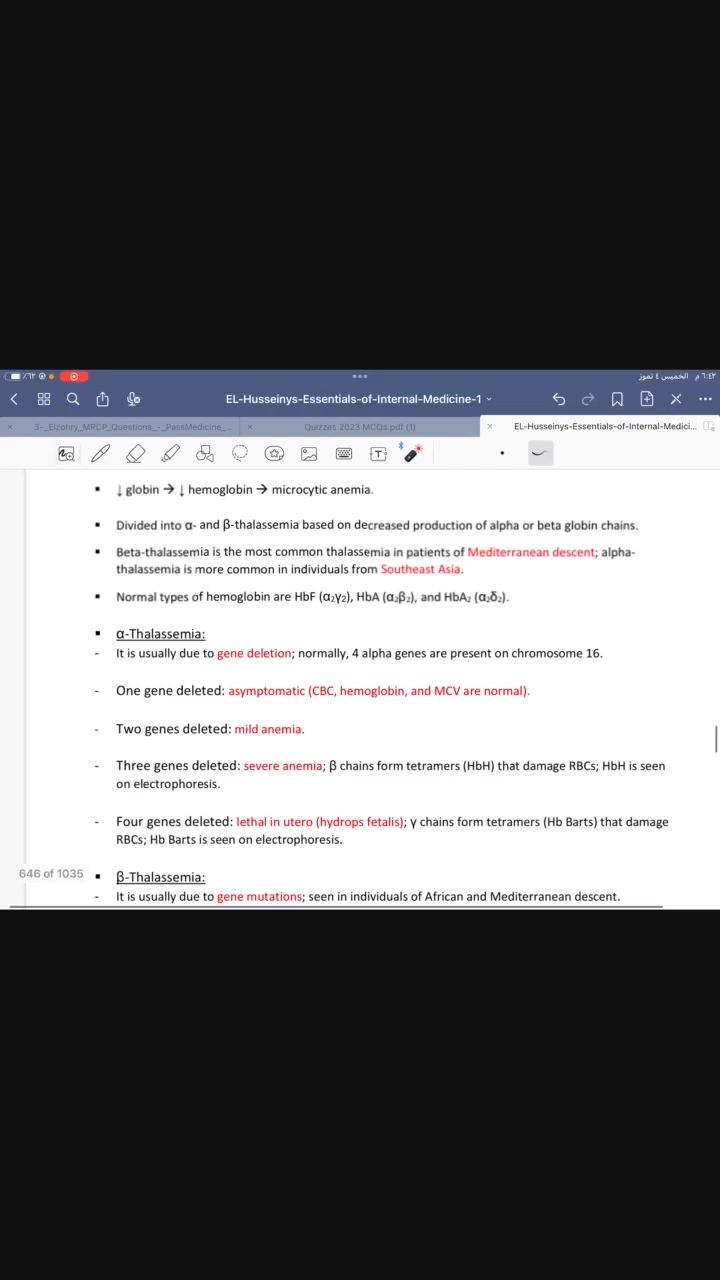 ٪٦٢
٦:٤٢ م الخميس ٤ تموز
EL-Husseinys-Essentials-of-Internal-Medicine-1
3-_Elzohry_MRCP_Questions_-_PassMedicine_...
Quizzes 2023 MCQs.pdf (1)
EL-Husseinys-Essentials-of-Internal-Medici...
▪ ↓ globin → ↓ hemoglobin → microcytic anemia.
▪ Divided into α- and β-thalassemia based on decreased production of alpha or beta globin chains.
▪ Beta-thalassemia is the most common thalassemia in patients of Mediterranean descent; alpha-
thalassemia is more common in individuals from Southeast Asia.
▪ Normal types of hemoglobin are HbF (α₂γ₂), HbA (α₂β₂), and HbA₂ (α₂δ₂).
▪ α-Thalassemia:
- It is usually due to gene deletion; normally, 4 alpha genes are present on chromosome 16.
- One gene deleted: asymptomatic (CBC, hemoglobin, and MCV are normal).
- Two genes deleted: mild anemia.
- Three genes deleted: severe anemia; β chains form tetramers (HbH) that damage RBCs; HbH is seen
on electrophoresis.
- Four genes deleted: lethal in utero (hydrops fetalis); γ chains form tetramers (Hb Barts) that damage
RBCs; Hb Barts is seen on electrophoresis.
646 of 1035
▪ β-Thalassemia:
- It is usually due to gene mutations; seen in individuals of African and Mediterranean descent.